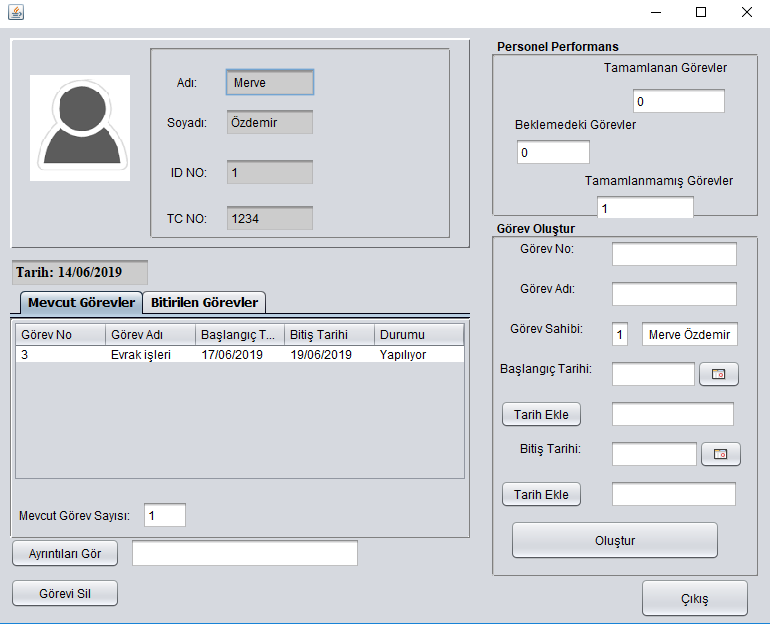 Adı: Merve
Soyadı: Özdemir
ID NO: 1
TC NO: 1234
Tarih: 14/06/2019
Mevcut Görevler Bitirilen Görevler
Görev No Görev Adı Başlangıç T... Bitiş Tarihi Durumu
3 Evrak işleri 17/06/2019 19/06/2019 Yapılıyor
Mevcut Görev Sayısı: 1
Ayrıntıları Gör
Görevi Sil
Personel Performans
Tamamlanan Görevler
0
Beklemedeki Görevler
0
Tamamlanmamış Görevler
1
Görev Oluştur
Görev No:
Görev Adı:
Görev Sahibi: 1 Merve Özdemir
Başlangıç Tarihi:
Tarih Ekle
Bitiş Tarihi:
Tarih Ekle
Oluştur
Çıkış